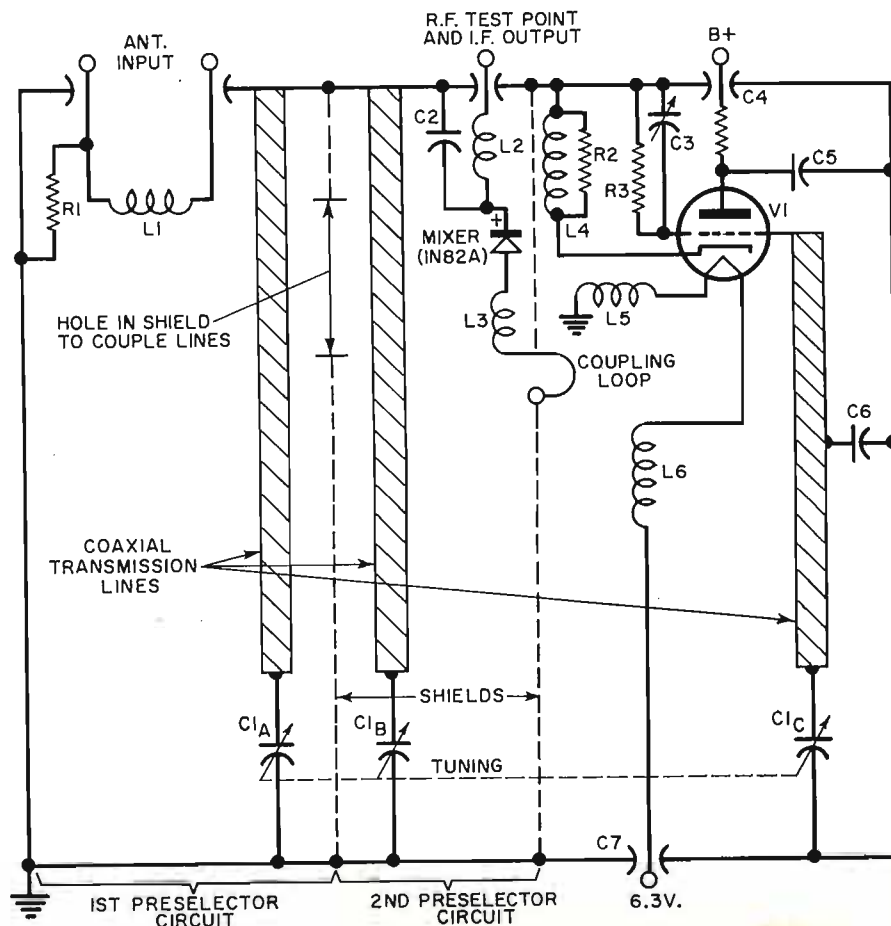 ANT.
INPUT
R.F. TEST POINT
AND I.F. OUTPUT
B+
C2
L2
C4
C3
C5
R1
L1
R2
R3
L4
V1
+
MIXER
(IN82A)
HOLE IN SHIELD
TO COUPLE LINES
L3
L5
COUPLING
LOOP
C6
L6
COAXIAL
TRANSMISSION
LINES
SHIELDS
C1A
C1B
C1C
TUNING
C7
1ST PRESELECTOR
CIRCUIT
2ND PRESELECTOR
CIRCUIT
6.3V.